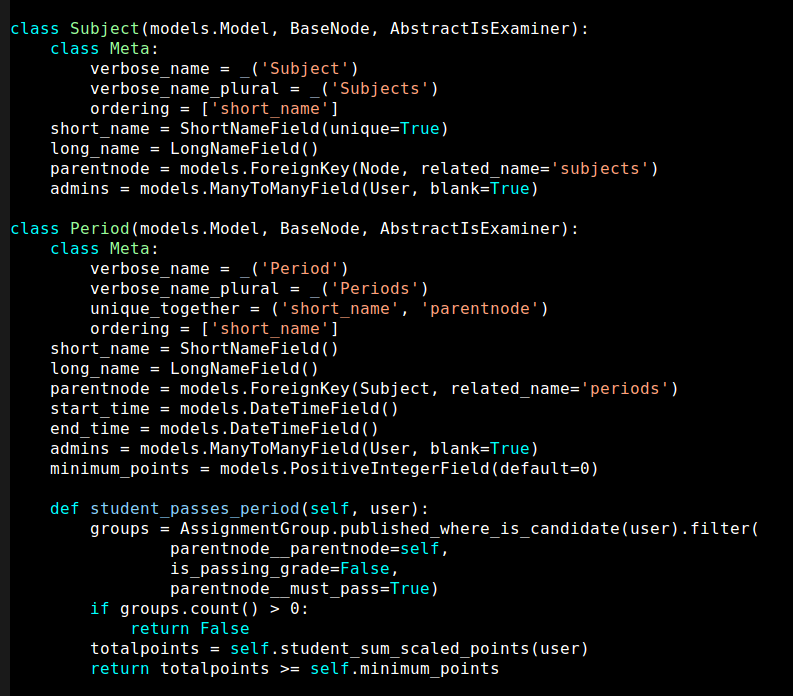 class Subject(models.Model, BaseNode, AbstractIsExaminer):
    class Meta:
        verbose_name = _('Subject')
        verbose_name_plural = _('Subjects')
        ordering = ['short_name']
    short_name = ShortNameField(unique=True)
    long_name = LongNameField()
    parentnode = models.ForeignKey(Node, related_name='subjects')
    admins = models.ManyToManyField(User, blank=True)

class Period(models.Model, BaseNode, AbstractIsExaminer):
    class Meta:
        verbose_name = _('Period')
        verbose_name_plural = _('Periods')
        unique_together = ('short_name', 'parentnode')
        ordering = ['short_name']
    short_name = ShortNameField()
    long_name = LongNameField()
    parentnode = models.ForeignKey(Subject, related_name='periods')
    start_time = models.DateTimeField()
    end_time = models.DateTimeField()
    admins = models.ManyToManyField(User, blank=True)
    minimum_points = models.PositiveIntegerField(default=0)

    def student_passes_period(self, user):
        groups = AssignmentGroup.published_where_is_candidate(user).filter(
                parentnode__parentnode=self,
                is_passing_grade=False,
                parentnode__must_pass=True)
        if groups.count() > 0:
            return False
        totalpoints = self.student_sum_scaled_points(user)
        return totalpoints >= self.minimum_points